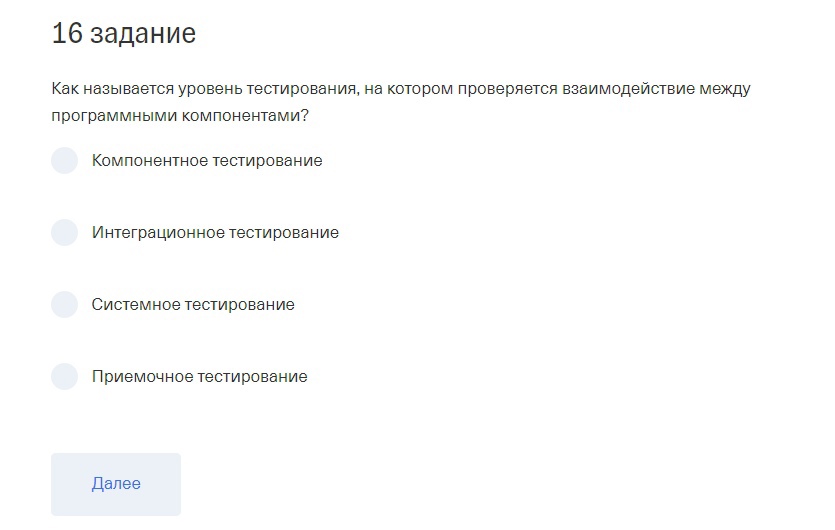 16 задание
Как называется уровень тестирования, на котором проверяется взаимодействие между
программными компонентами?
Компонентное тестирование
Интеграционное тестирование
Системное тестирование
Приемочное тестирование
Далее